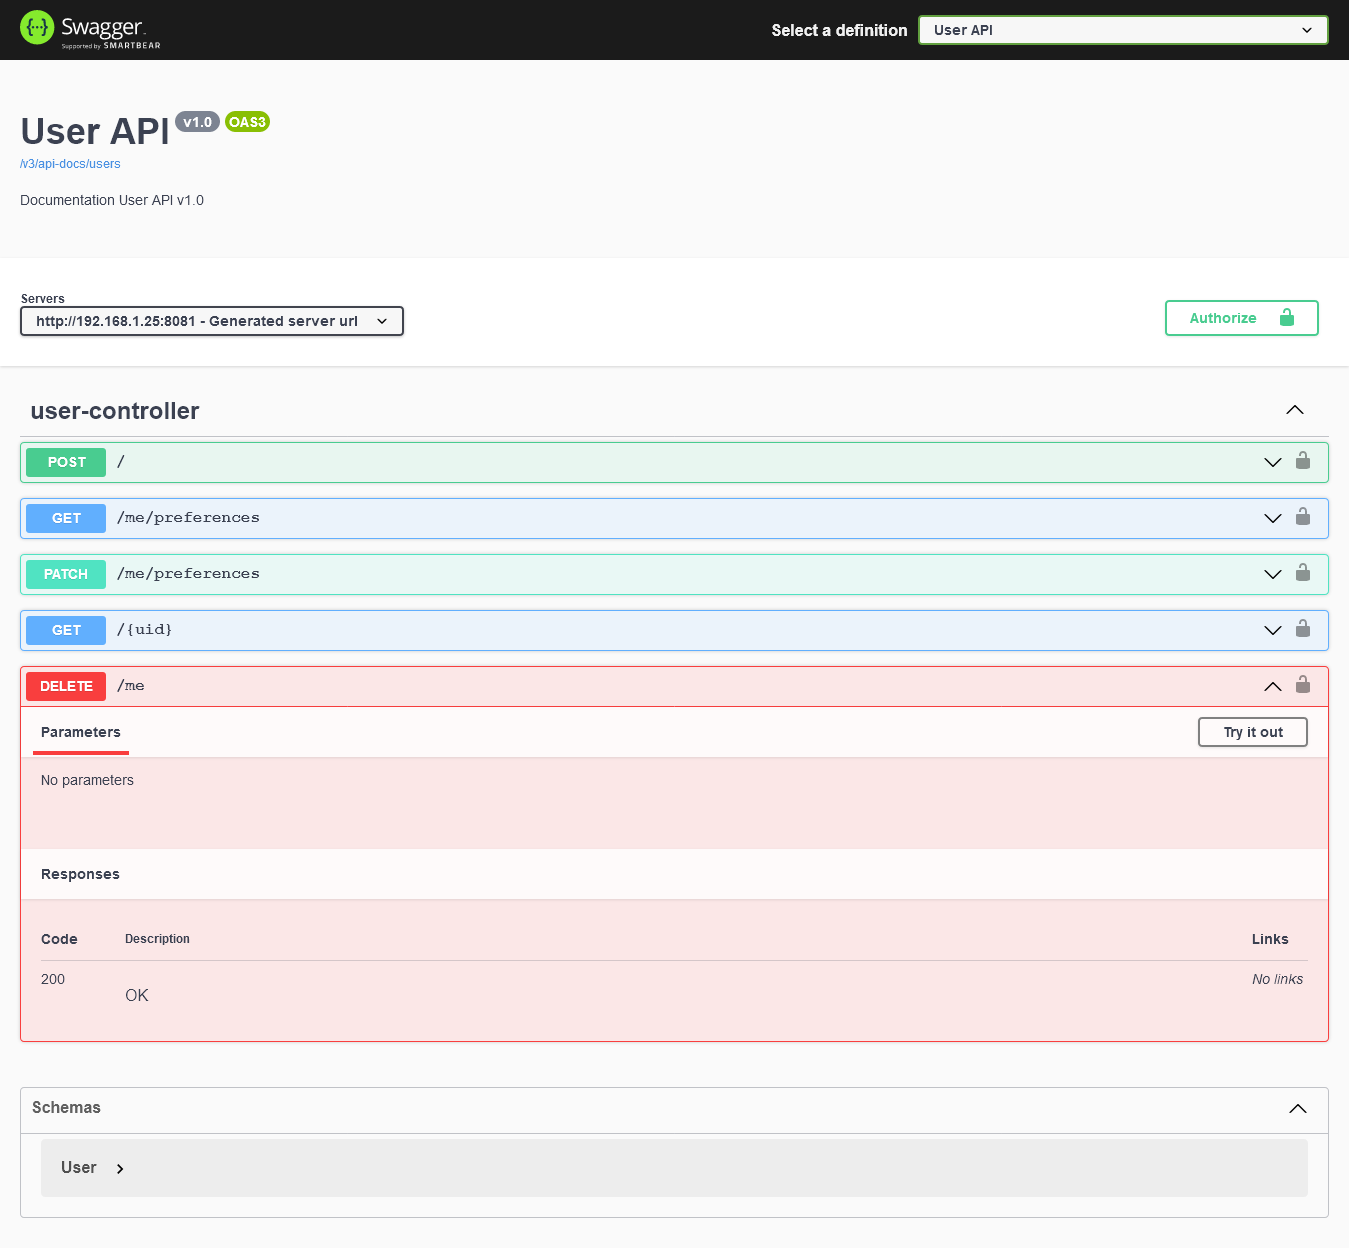 Swagger.
Supported by SMARTBEAR
Select a definition
User API
User API v1.0 OAS3
/v3/api-docs/users
Documentation User API v1.0
Servers
http://192.168.1.25:8081 - Generated server url
Authorize
user-controller
POST /
GET /me/preferences
PATCH /me/preferences
GET /{uid}
DELETE /me
Parameters
Try it out
No parameters
Responses
Code Description Links
200 No links
OK
Schemas
User